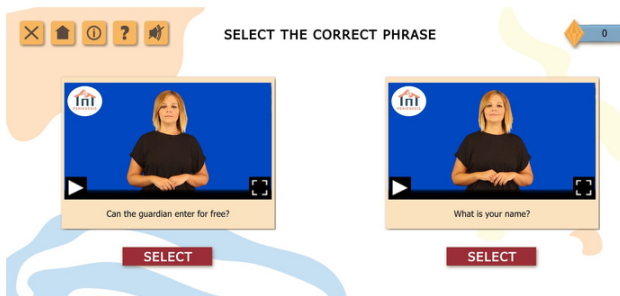 ?
SELECT THE CORRECT PHRASE
0
Can the guardian enter for free?
What is your name?
SELECT
SELECT